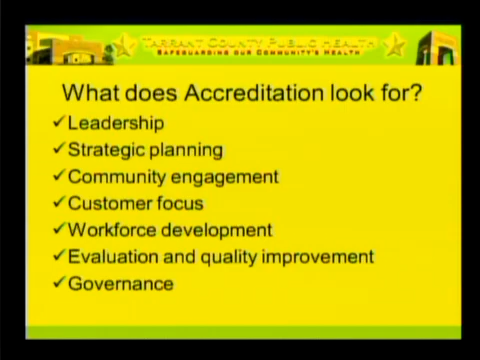 TARRANT COUNTY PUBLIC HEALTH
SAFEGUARDING OUR COMMUNITY'S HEALTH
What does Accreditation look for?
✓Leadership
✓Strategic planning
✓Community engagement
✓Customer focus
✓Workforce development
✓Evaluation and quality improvement
✓Governance